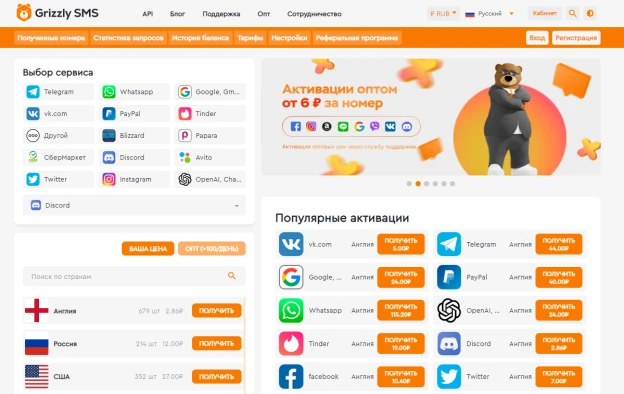 Grizzly SMS
API
Блог
Поддержка
Опт
Сотрудничество
₽ RUB
Русский
Кабинет
Полученные номера
Статистика запросов
История баланса
Тарифы
Настройки
Реферальная программа
Вход
Регистрация
Выбор сервиса
Telegram
Whatsapp
Google, Gm...
vk.com
PayPal
Tinder
Другой
Blizzard
Papara
СберМаркет
Discord
Avito
Twitter
Instagram
OpenAI, Cha...
Discord
Активации оптом
от 6 ₽ за номер
Активация оптовых цен через службу поддержки
ВАША ЦЕНА
ОПТ (~100/ДЕНЬ)
Поиск по странам
Англия 679 шт 2.86₽ ПОЛУЧИТЬ
Россия 214 шт 12.00₽ ПОЛУЧИТЬ
США 352 шт 27.00₽ ПОЛУЧИТЬ
Популярные активации
vk.com Англия ПОЛУЧИТЬ 5.00₽
Telegram Англия ПОЛУЧИТЬ 44.00₽
Google, ... Англия ПОЛУЧИТЬ 24.00₽
PayPal Англия ПОЛУЧИТЬ 40.00₽
Whatsapp Англия ПОЛУЧИТЬ 115.20₽
OpenAI, ... Англия ПОЛУЧИТЬ 24.00₽
Tinder Англия ПОЛУЧИТЬ 19.00₽
Discord Англия ПОЛУЧИТЬ 2.86₽
facebook Англия ПОЛУЧИТЬ 10.40₽
Twitter Англия ПОЛУЧИТЬ 7.00₽